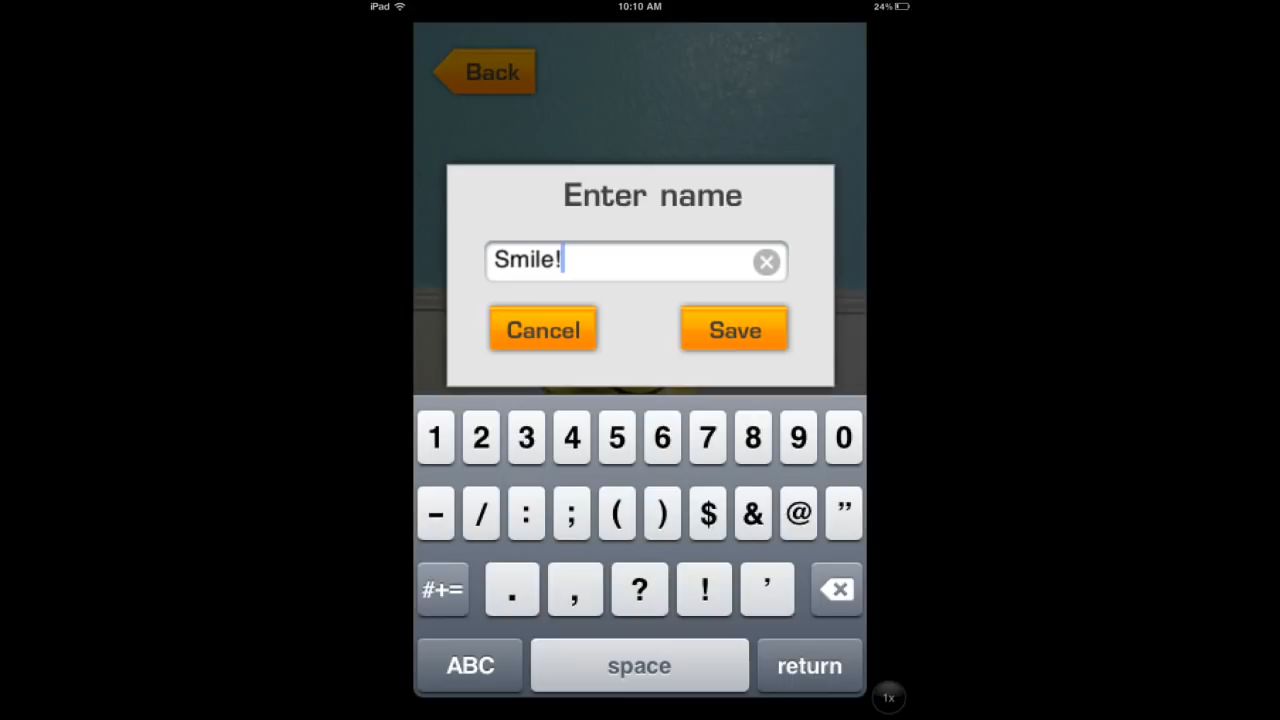 iPad 10:10 AM 24%
Back
Enter name
Smile!
Cancel Save
1 2 3 4 5 6 7 8 9 0
- / : ; ( ) $ & @ "
#+= . , ? ! '
ABC space return
1x